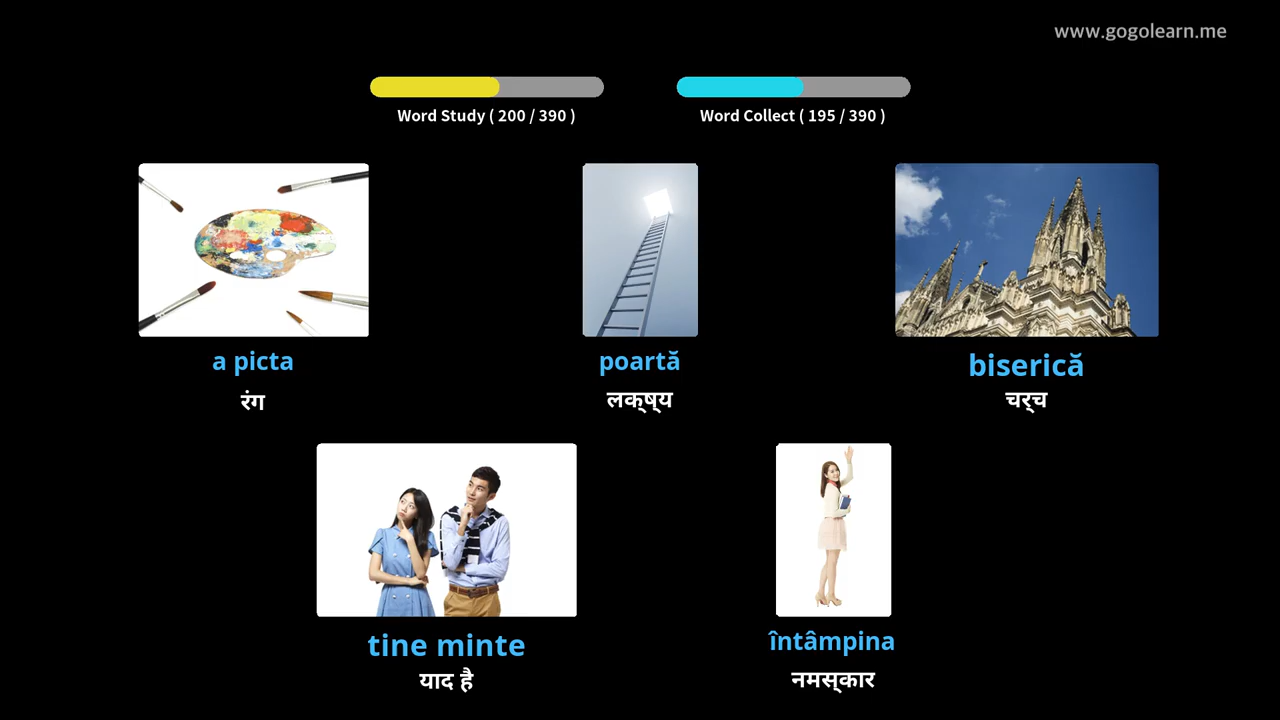 www.gogolearn.me
Word Study ( 200 / 390 )
Word Collect ( 195 / 390 )
a picta
रंग
poartă
लक्ष्य
biserică
चर्च
tine minte
याद है
întâmpina
नमस्कार